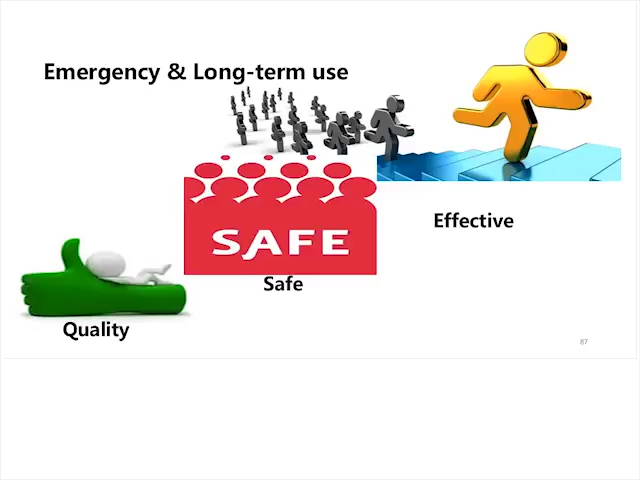 Emergency & Long-term use
Effective
SAFE
Safe
Quality
87